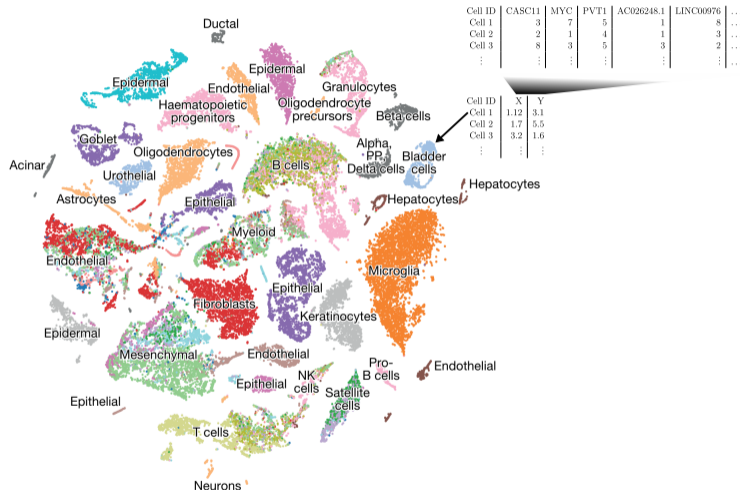 Cell ID CASC11 MYC PVT1 AC026248.1 LINC00976 ...
Cell 1 3 7 5 1 8 ...
Cell 2 2 1 4 1 3 ...
Cell 3 8 3 5 3 2 ...
⋮ ⋮ ⋮ ⋮ ⋮ ⋮
Cell ID X Y
Cell 1 1.12 3.1
Cell 2 1.7 5.5
Cell 3 3.2 1.6
⋮ ⋮ ⋮
Ductal
Epidermal
Epidermal
Endothelial
Granulocytes
Haematopoietic
progenitors
Oligodendrocyte
precursors
Beta cells
Goblet
Oligodendrocytes
B cells
Alpha,
PP,
Delta cells
Bladder
cells
Acinar
Urothelial
Astrocytes
Epithelial
Hepatocytes
Hepatocytes
Myeloid
Endothelial
Microglia
Epithelial
Fibroblasts
Keratinocytes
Epidermal
Mesenchymal
Endothelial
Pro-
B cells
Endothelial
NK
cells
Epithelial
Satellite
cells
Epithelial
T cells
Neurons